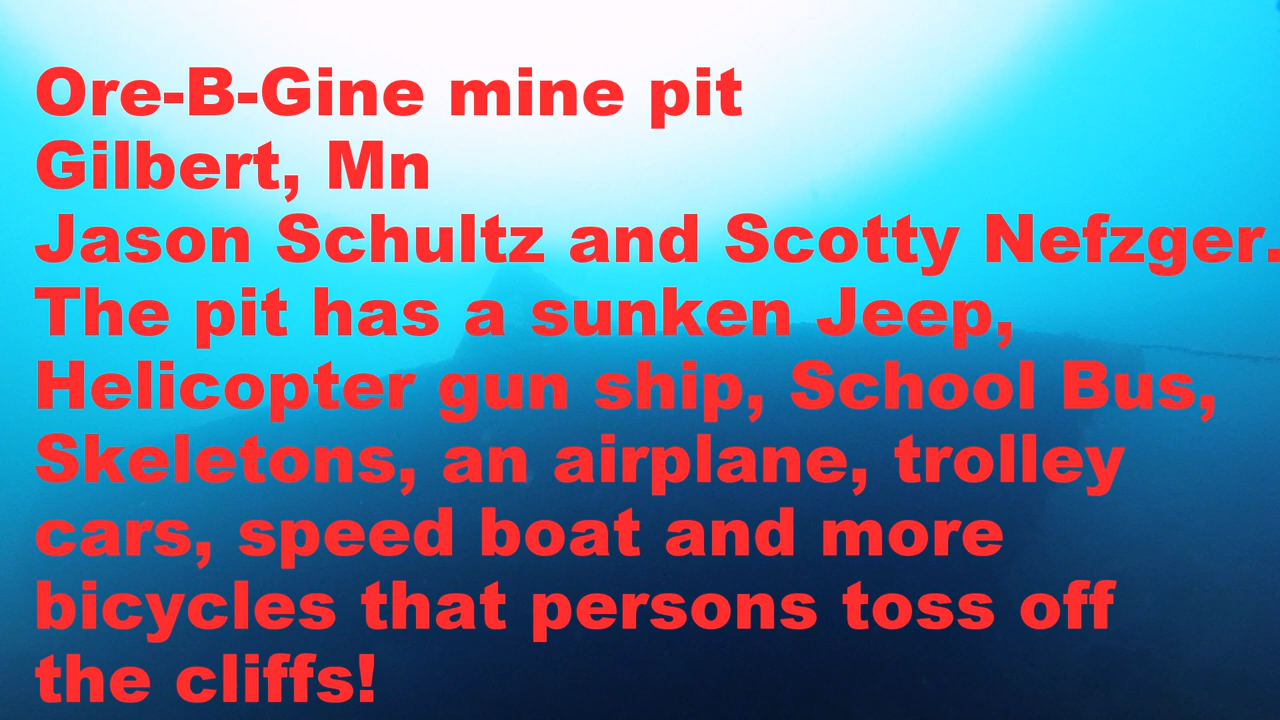 Ore-B-Gine mine pit
Gilbert, Mn
Jason Schultz and Scotty Nefzger.
The pit has a sunken Jeep,
Helicopter gun ship, School Bus,
Skeletons, an airplane, trolley
cars, speed boat and more
bicycles that persons toss off
the cliffs!